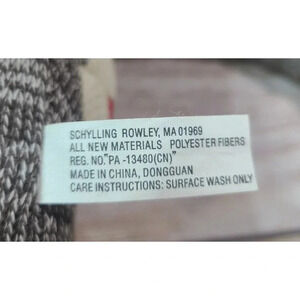 SCHYLLING ROWLEY, MA 01969
ALL NEW MATERIALS POLYESTER FIBERS
REG. NO."PA -13480(CN)"
MADE IN CHINA, DONGGUAN
CARE INSTRUCTIONS: SURFACE WASH ONLY